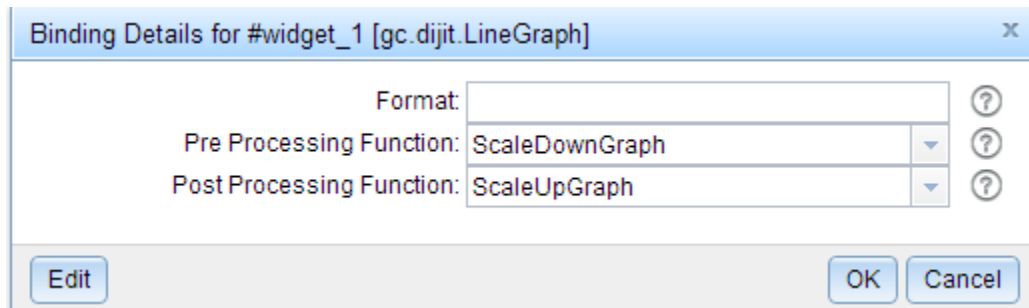 Binding Details for #widget_1 [gc.dijit.LineGraph] x
Format: ?
Pre Processing Function: ScaleDownGraph ?
Post Processing Function: ScaleUpGraph ?
Edit OK Cancel